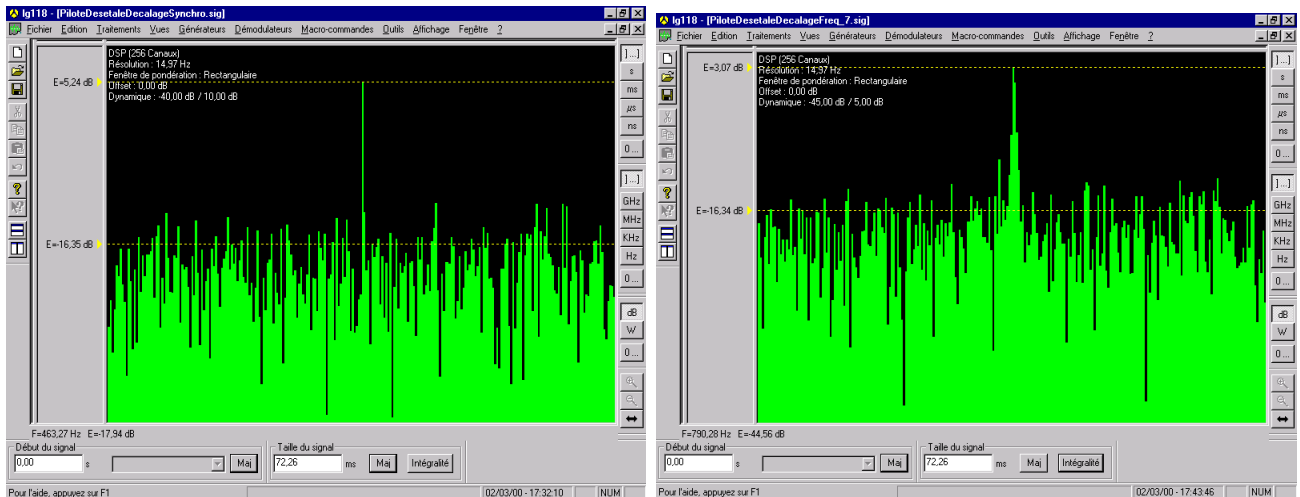 lg118 - [PiloteDesetaleDecalageSynchro.sig]
Fichier Edition Traitements Vues Générateurs Démodulateurs Macro-commandes Outils Affichage Fenêtre ?
DSP (256 Canaux)
Résolution : 14,97 Hz
Fenêtre de pondération : Rectangulaire
Offset : 0,00 dB
Dynamique : -40,00 dB / 10,00 dB
E=5,24 dB
E=-16,35 dB
]...[
s
ms
µs
ns
0...
]...[
GHz
MHz
KHz
Hz
0...
dB
W
0...
F=463,27 Hz E=-17,94 dB
Début du signal
0,00 s Maj
Taille du signal
72,26 ms Maj Intégralité
Pour l'aide, appuyez sur F1
02/03/00 - 17:32:10 NUM
lg118 - [PiloteDesetaleDecalageFreq_7.sig]
Fichier Edition Traitements Vues Générateurs Démodulateurs Macro-commandes Outils Affichage Fenêtre ?
DSP (256 Canaux)
Résolution : 14,97 Hz
Fenêtre de pondération : Rectangulaire
Offset : 0,00 dB
Dynamique : -45,00 dB / 5,00 dB
E=3,07 dB
E=-16,34 dB
]...[
s
ms
µs
ns
0...
]...[
GHz
MHz
KHz
Hz
0...
dB
W
0...
F=790,28 Hz E=-44,56 dB
Début du signal
0,00 s Maj
Taille du signal
72,26 ms Maj Intégralité
Pour l'aide, appuyez sur F1
02/03/00 - 17:43:46 NUM